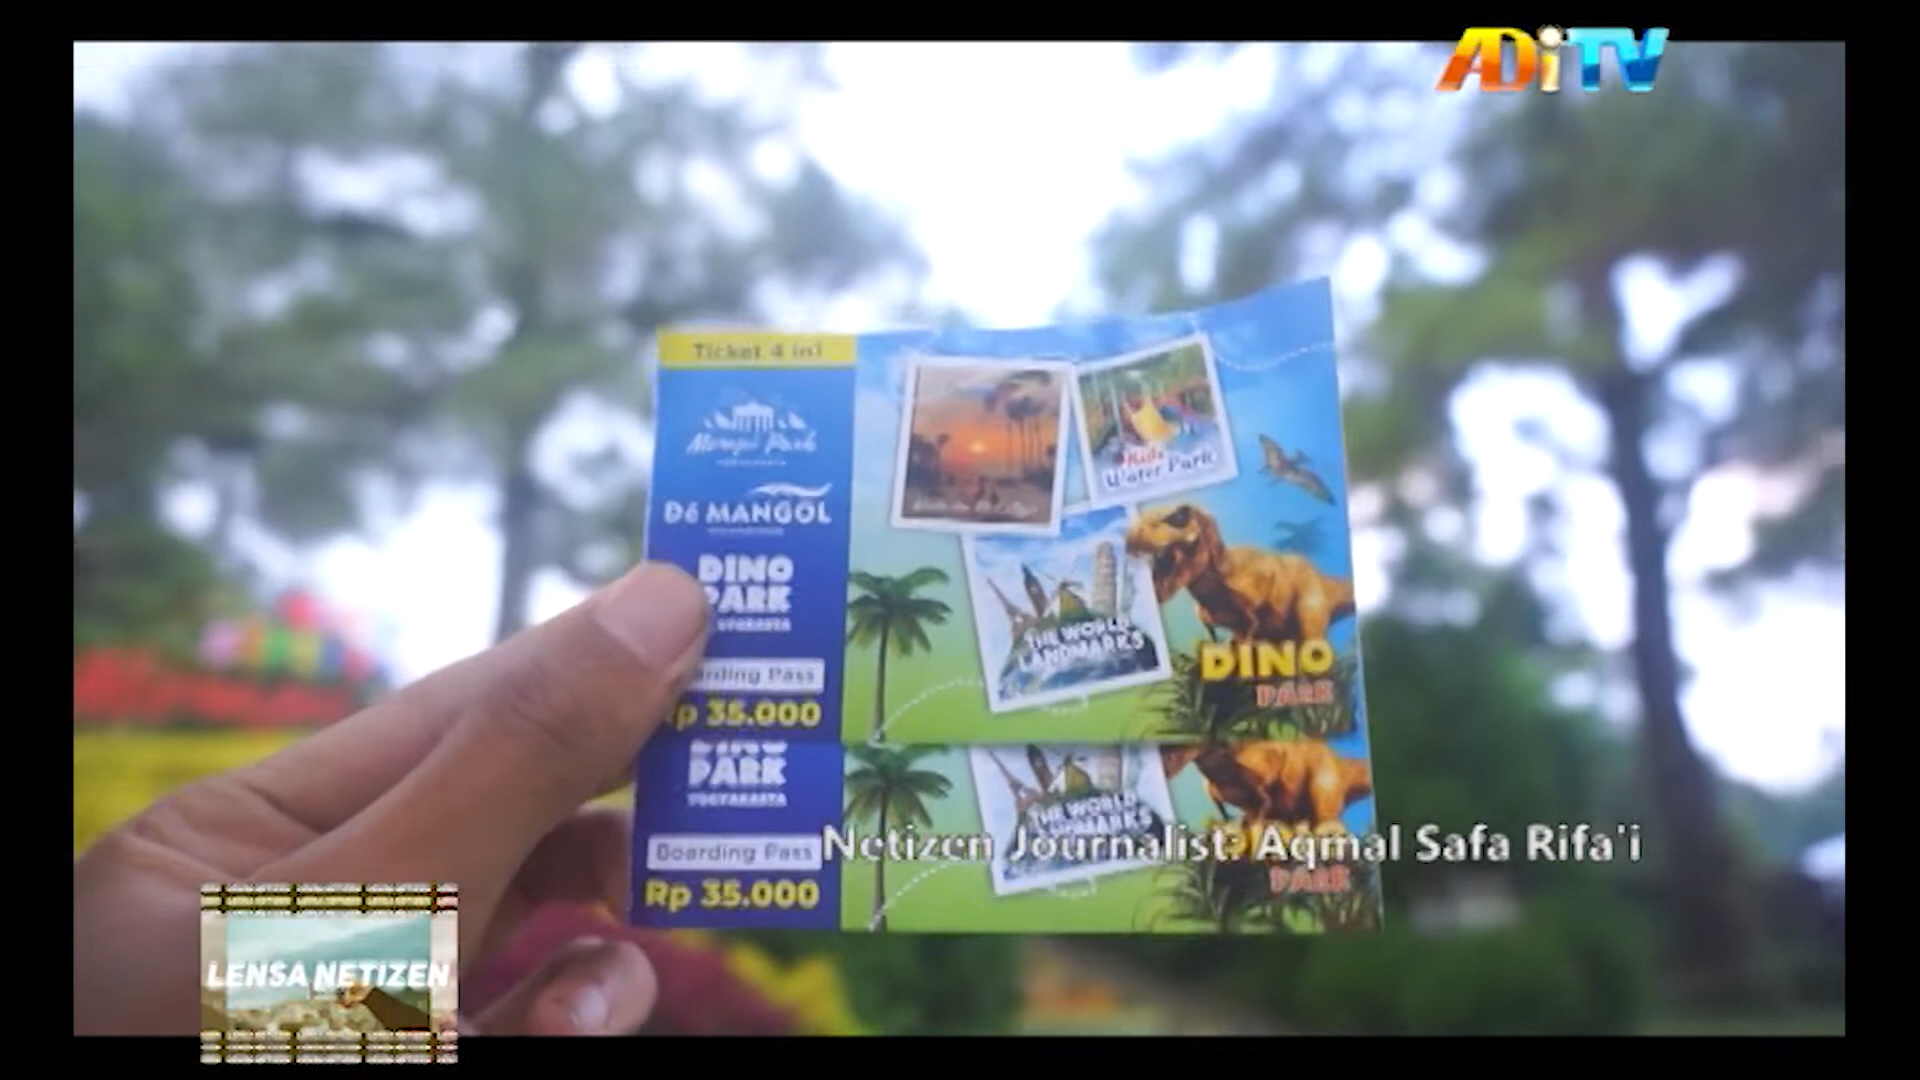 ADiTV
Ticket 4 in1
Merapi Park
Dé MANGOL
DINO
PARK
Boarding Pass
Rp 35.000
Kids
Water Park
THE WORLD
LANDMARKS
DINO
PARK
PARK
YOGYAKARTA
Boarding Pass
Rp 35.000
THE WORLD
LANDMARKS
PARK
Netizen Journalist: Aqmal Safa Rifa'i
LENSA NETIZEN